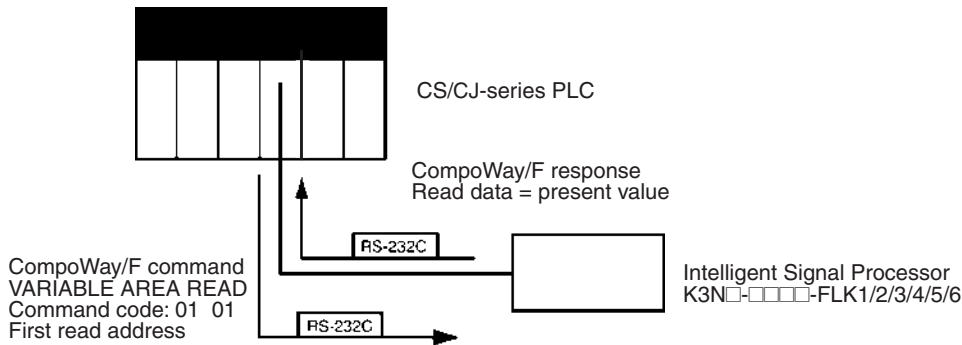 CS/CJ-series PLC
CompoWay/F response
Read data = present value
RS-232C
CompoWay/F command
VARIABLE AREA READ
Command code: 01 01
First read address
RS-232C
Intelligent Signal Processor
K3N□-□□□□-FLK1/2/3/4/5/6